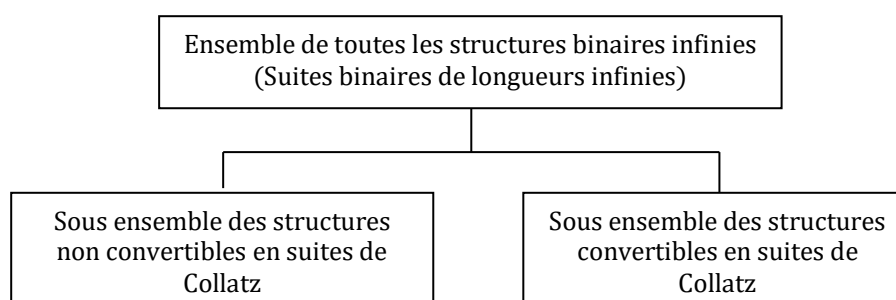 Ensemble de toutes les structures binaires infinies
(Suites binaires de longueurs infinies)
Sous ensemble des structures
non convertibles en suites de
Collatz
Sous ensemble des structures
convertibles en suites de
Collatz